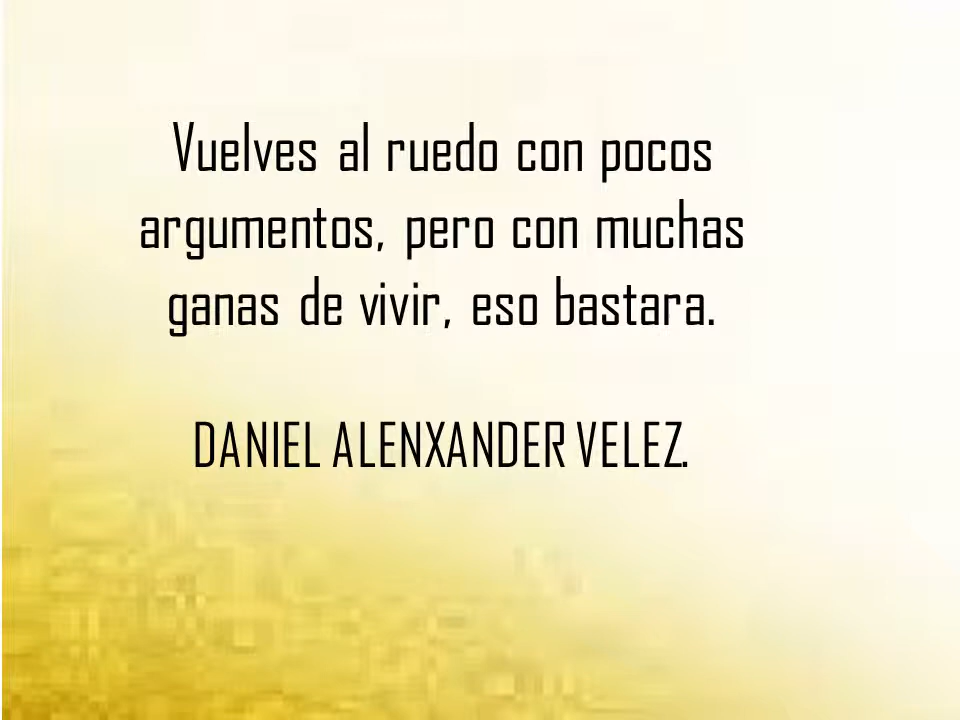 Vuelves al ruedo con pocos
argumentos, pero con muchas
ganas de vivir, eso bastara.
DANIEL ALENXANDER VELEZ.